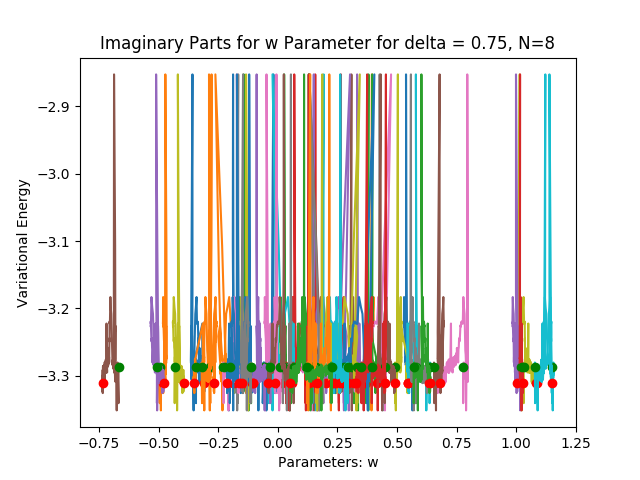 Imaginary Parts for w Parameter for delta = 0.75, N=8
Variational Energy
−2.9
−3.0
−3.1
−3.2
−3.3
−0.75 −0.50 −0.25 0.00 0.25 0.50 0.75 1.00 1.25
Parameters: w